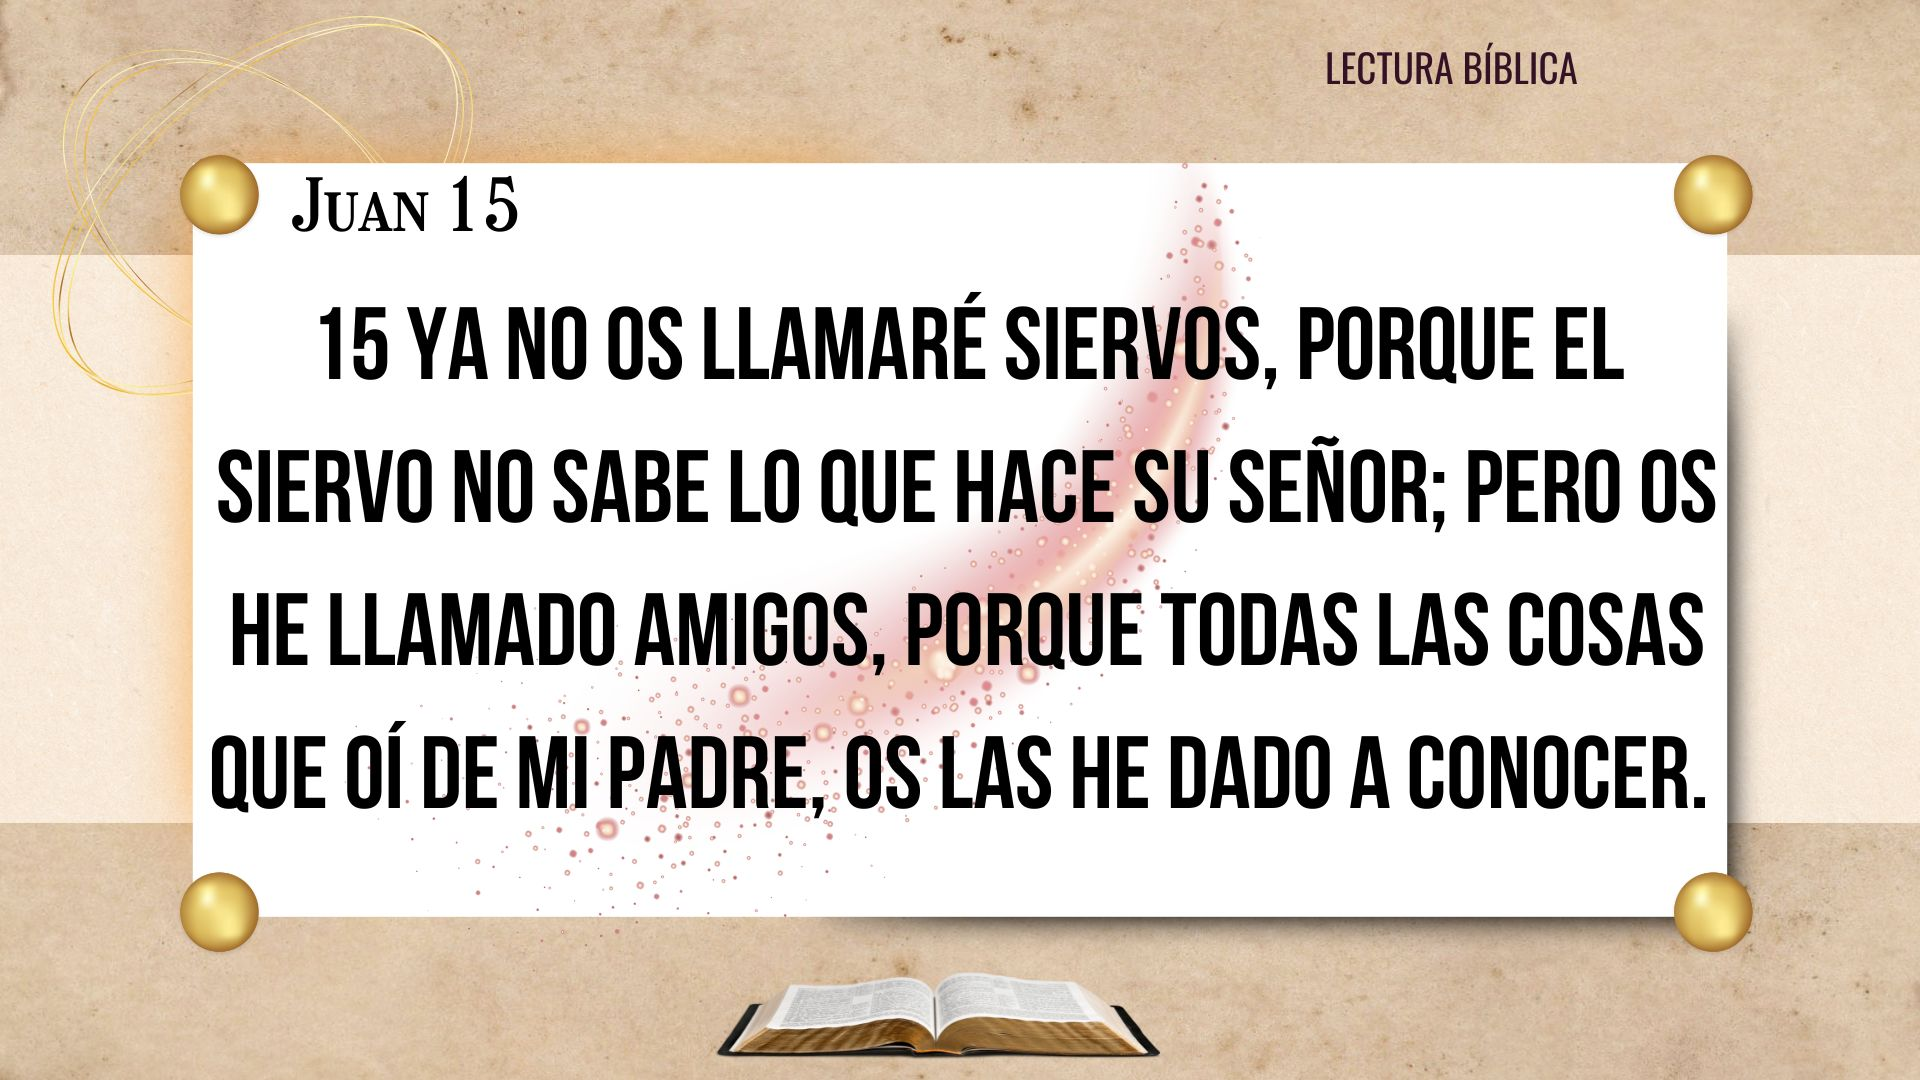 LECTURA BÍBLICA
Juan 15
15 YA NO OS LLAMARÉ SIERVOS, PORQUE EL
SIERVO NO SABE LO QUE HACE SU SEÑOR; PERO OS
HE LLAMADO AMIGOS, PORQUE TODAS LAS COSAS
QUE OÍ DE MI PADRE, OS LAS HE DADO A CONOCER.